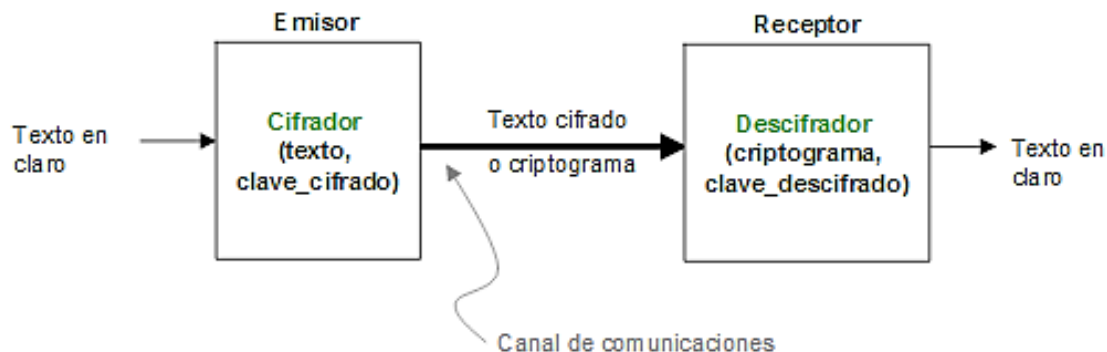 Emisor
Receptor
Texto en
claro
Cifrador
(texto,
clave_cifrado)
Texto cifrado
o criptograma
Descifrador
(criptograma,
clave_descifrado)
Texto en
claro
Canal de comunicaciones